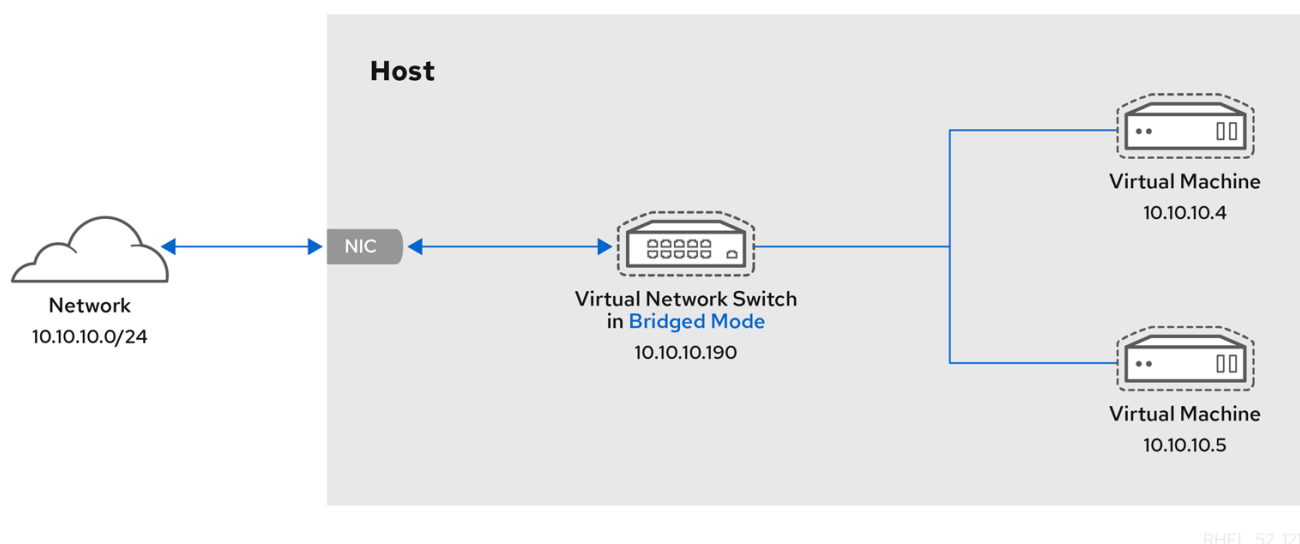 Host
Virtual Machine
10.10.10.4
NIC
Network
10.10.10.0/24
Virtual Network Switch
in Bridged Mode
10.10.10.190
Virtual Machine
10.10.10.5
RHEL_52_121